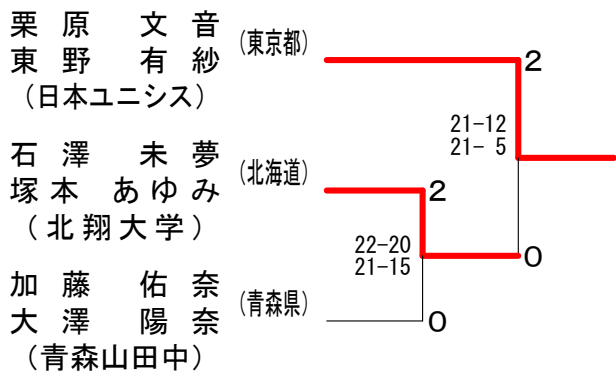 栗原 文音
東野 有紗
(東京都)
(日本ユニシス)
2
21-12
21- 5
石澤 未夢
塚本 あゆみ
(北海道)
(北翔大学)
2
22-20
21-15
0
加藤 佑奈
大澤 陽奈
(青森県)
(青森山田中)
0